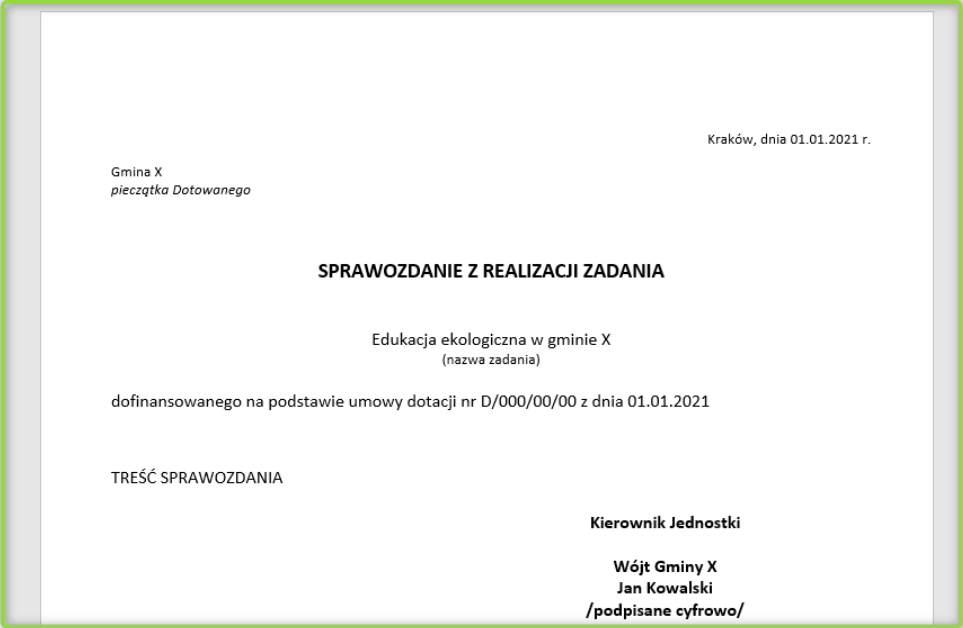 Kraków, dnia 01.01.2021 r.
Gmina X
pieczątka Dotowanego
SPRAWOZDANIE Z REALIZACJI ZADANIA
Edukacja ekologiczna w gminie X
(nazwa zadania)
dofinansowanego na podstawie umowy dotacji nr D/000/00/00 z dnia 01.01.2021
TREŚĆ SPRAWOZDANIA
Kierownik Jednostki
Wójt Gminy X
Jan Kowalski
/podpisane cyfrowo/